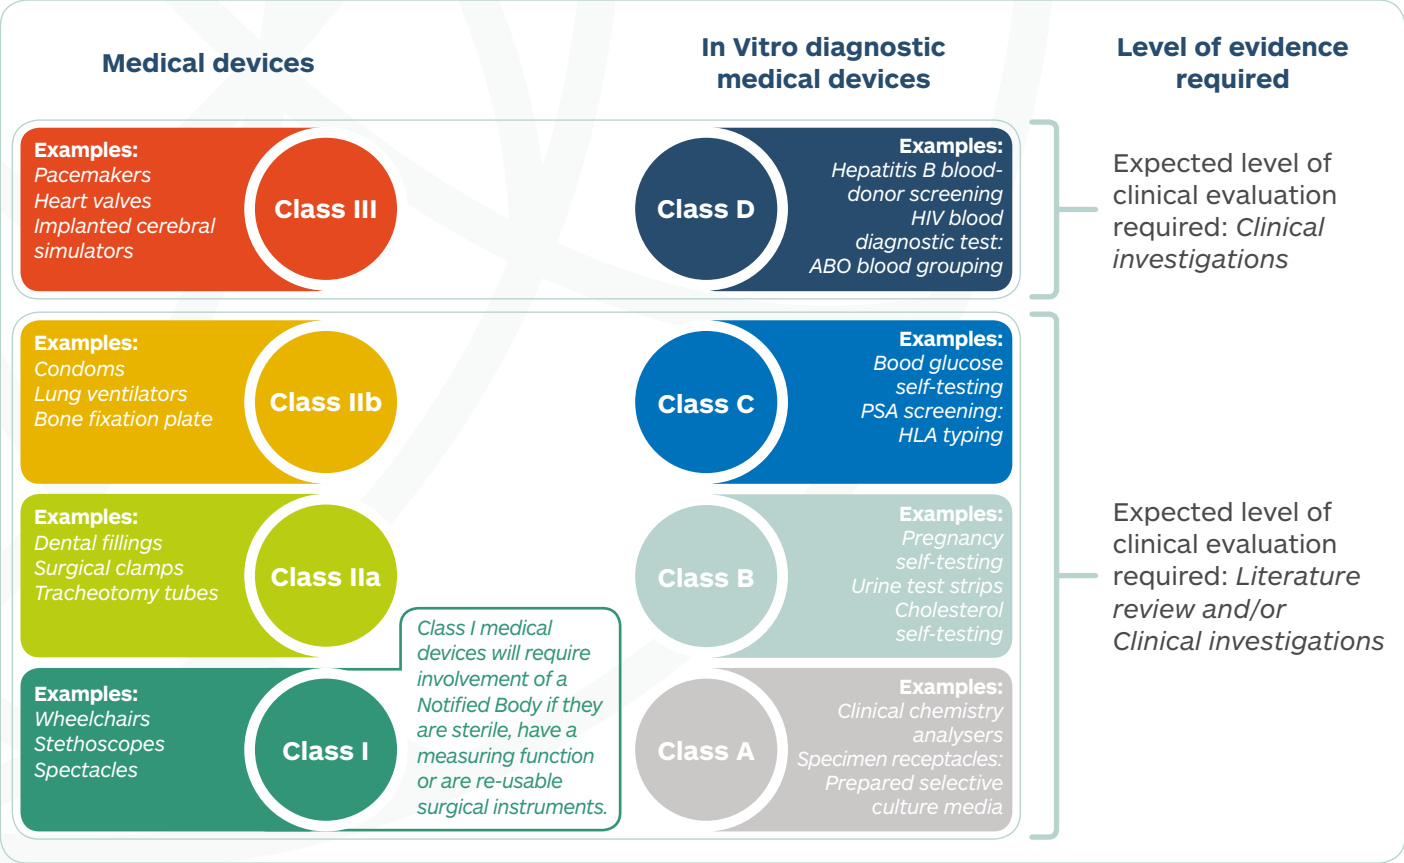 Medical devices
In Vitro diagnostic
medical devices
Level of evidence
required
Examples:
Pacemakers
Heart valves
Implanted cerebral
simulators
Class III
Class D
Examples:
Hepatitis B blood-
donor screening
HIV blood
diagnostic test:
ABO blood grouping
Expected level of
clinical evaluation
required: Clinical
investigations
Examples:
Condoms
Lung ventilators
Bone fixation plate
Class IIb
Class C
Examples:
Bood glucose
self-testing
PSA screening:
HLA typing
Examples:
Dental fillings
Surgical clamps
Tracheotomy tubes
Class IIa
Class B
Examples:
Pregnancy
self-testing
Urine test strips
Cholesterol
self-testing
Expected level of
clinical evaluation
required: Literature
review and/or
Clinical investigations
Examples:
Wheelchairs
Stethoscopes
Spectacles
Class I
Class I medical
devices will require
involvement of a
Notified Body if they
are sterile, have a
measuring function
or are re-usable
surgical instruments.
Class A
Examples:
Clinical chemistry
analysers
Specimen receptacles:
Prepared selective
culture media